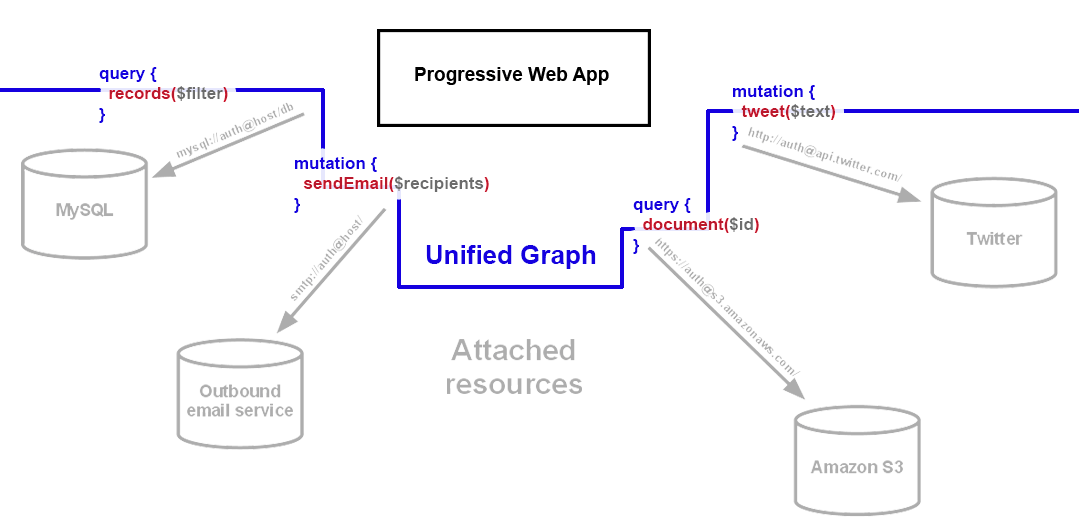 Progressive Web App
query {
records($filter)
}
mysql://auth@host/db
MySQL
mutation {
sendEmail($recipients)
}
smtp://auth@host/
Outbound
email service
Unified Graph
Attached
resources
query {
document($id)
}
https://auth@s3.amazonaws.com/
Amazon S3
mutation {
tweet($text)
}
http://auth@api.twitter.com/
Twitter